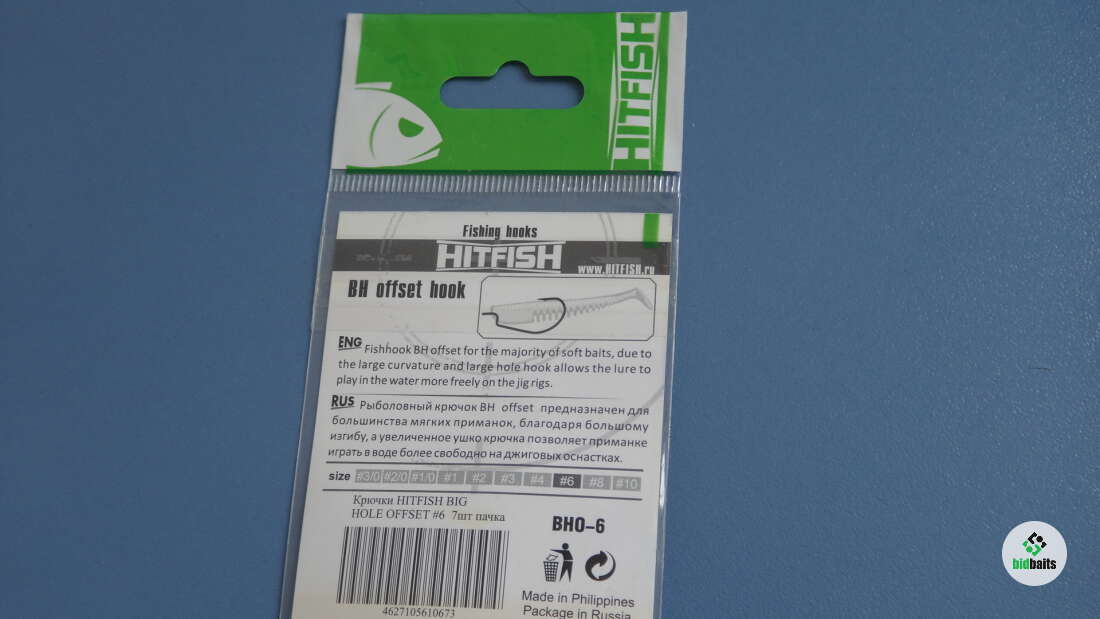 HITFISH
Fishing hooks
HITFISH
www.HITFISH.ru
BH offset hook
ENG Fishhook BH offset for the majority of soft baits, due to
the large curvature and large hole hook allows the lure to
play in the water more freely on the jig rigs.
RUS Рыболовный крючок BH offset предназначен для
большинства мягких приманок, благодаря большому
изгибу, а увеличенное ушко крючка позволяет приманке
играть в воде более свободно на джиговых оснастках.
size #3/0 #2/0 #1/0 #1 #2 #3 #4 #6 #8 #10
Крючки HITFISH BIG
HOLE OFFSET #6 7шт пачка
BHO-6
4627105610673
Made in Philippines
Package in Russia
bidbaits